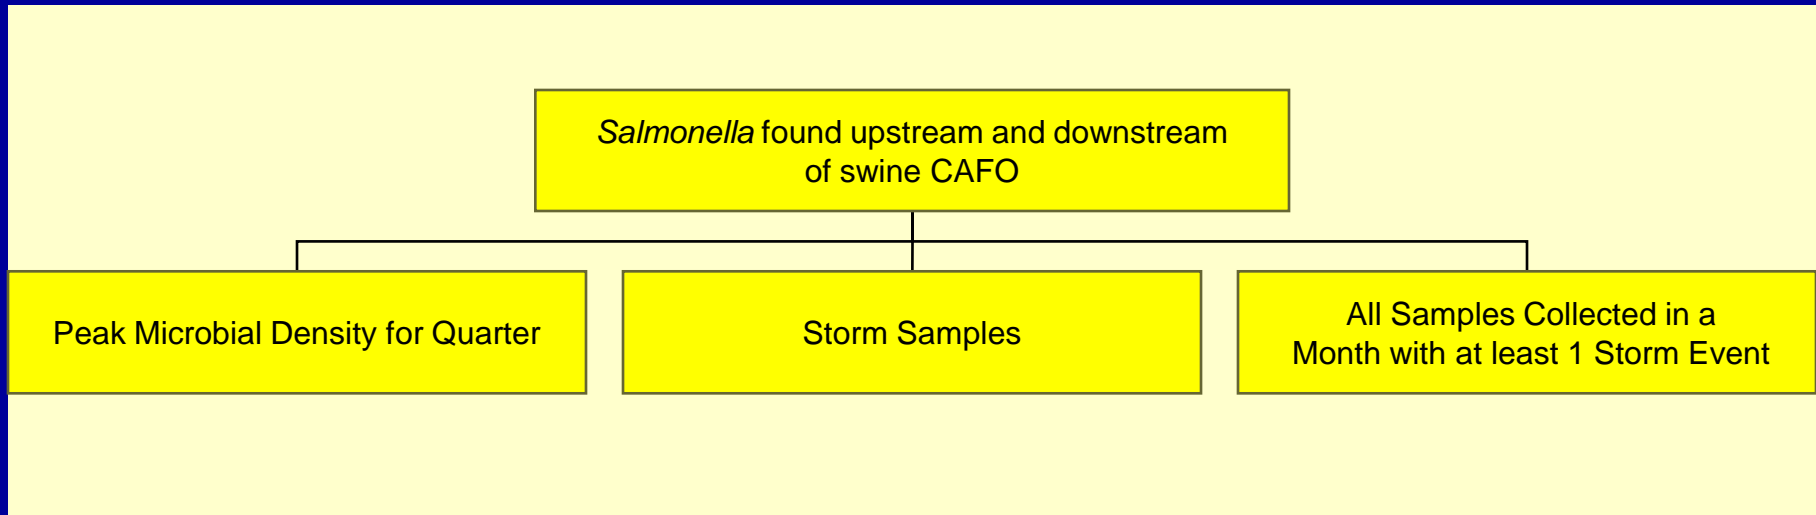 Salmonella found upstream and downstream
of swine CAFO
Peak Microbial Density for Quarter
Storm Samples
All Samples Collected in a
Month with at least 1 Storm Event